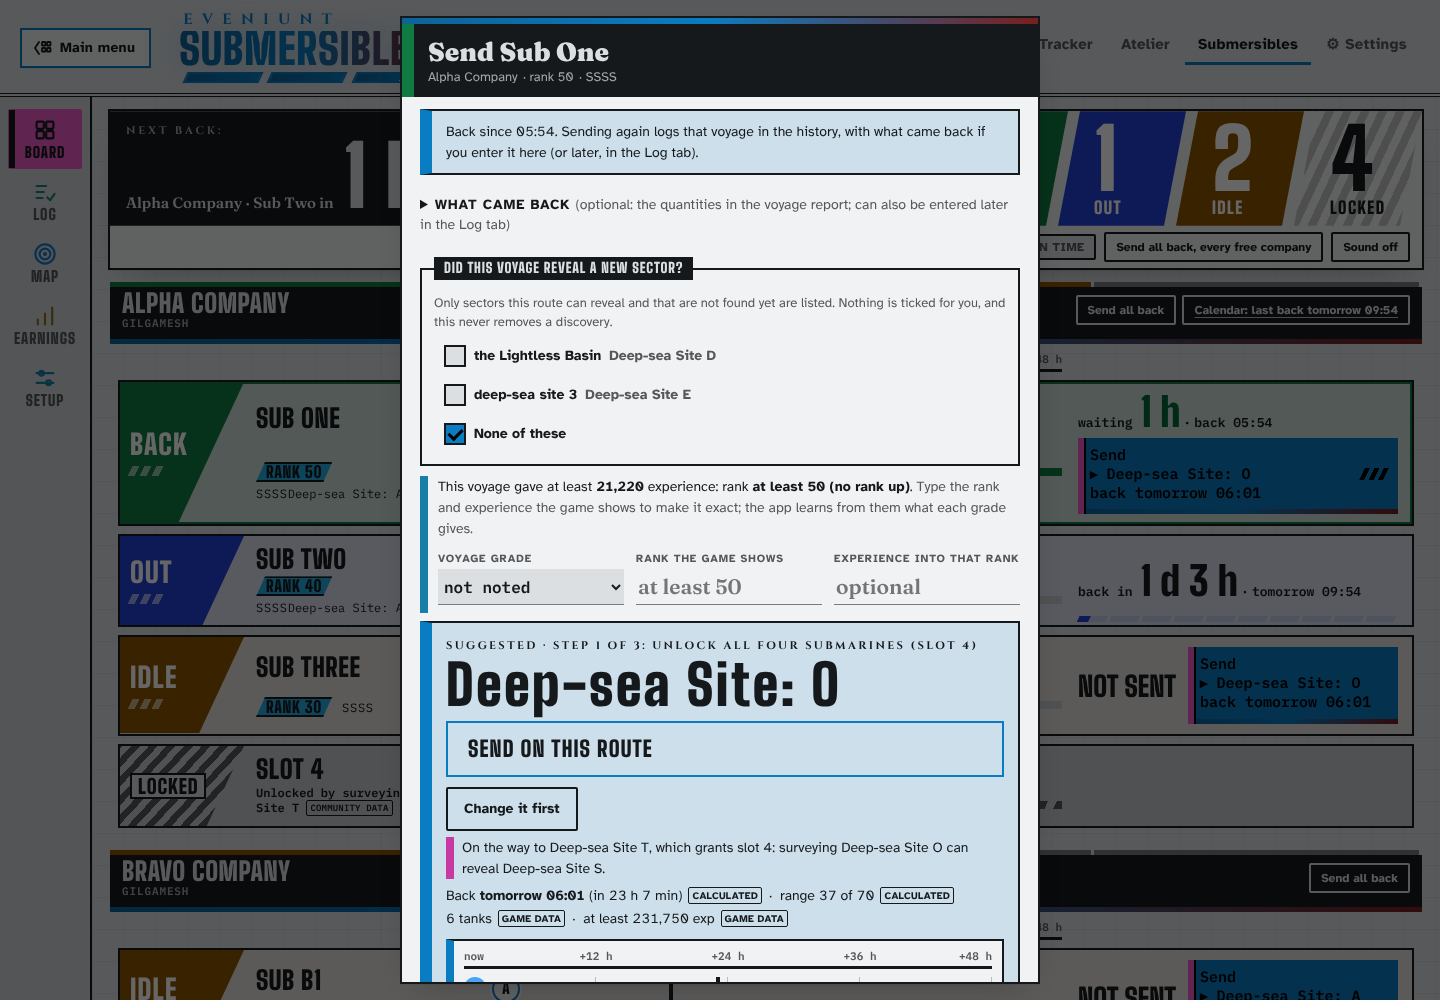 EVENIUNT
Main menu
SUBMERSIBLE
Tracker
Atelier
Submersibles
Settings
BOARD
LOG
MAP
EARNINGS
SETUP
NEXT BACK:
Alpha Company · Sub Two in
1
1
OUT
2
IDLE
4
LOCKED
N TIME
Send all back, every free company
Sound off
ALPHA COMPANY
GILGAMESH
Send all back
Calendar: last back tomorrow 09:54
48 h
BACK
SUB ONE
RANK 50
SSSSDeep-sea Site: A
waiting 1 h · back 05:54
Send
▸ Deep-sea Site: O
back tomorrow 06:01
OUT
SUB TWO
RANK 40
SSSSDeep-sea Site: A
back in 1 d 3 h · tomorrow 09:54
IDLE
SUB THREE
RANK 30
SSSS
NOT SENT
Send
▸ Deep-sea Site: O
back tomorrow 06:01
LOCKED
SLOT 4
Unlocked by surveyin
Site T COMMUNITY DATA
BRAVO COMPANY
GILGAMESH
Send all back
48 h
IDLE
SUB B1
NOT SENT
Send
▸ Deep-sea Site: A
Send Sub One
Alpha Company · rank 50 · SSSS
Back since 05:54. Sending again logs that voyage in the history, with what came back if
you enter it here (or later, in the Log tab).
▸ WHAT CAME BACK (optional: the quantities in the voyage report; can also be entered later
in the Log tab)
DID THIS VOYAGE REVEAL A NEW SECTOR?
Only sectors this route can reveal and that are not found yet are listed. Nothing is ticked for you, and
this never removes a discovery.
the Lightless Basin Deep-sea Site D
deep-sea site 3 Deep-sea Site E
None of these
This voyage gave at least 21,220 experience: rank at least 50 (no rank up). Type the rank
and experience the game shows to make it exact; the app learns from them what each grade
gives.
VOYAGE GRADE
RANK THE GAME SHOWS
EXPERIENCE INTO THAT RANK
not noted
at least 50
optional
SUGGESTED · STEP 1 OF 3: UNLOCK ALL FOUR SUBMARINES (SLOT 4)
Deep-sea Site: O
SEND ON THIS ROUTE
Change it first
On the way to Deep-sea Site T, which grants slot 4: surveying Deep-sea Site O can
reveal Deep-sea Site S.
Back tomorrow 06:01 (in 23 h 7 min) CALCULATED · range 37 of 70 CALCULATED
6 tanks GAME DATA · at least 231,750 exp GAME DATA
now
+12 h
+24 h
+36 h
+48 h
A